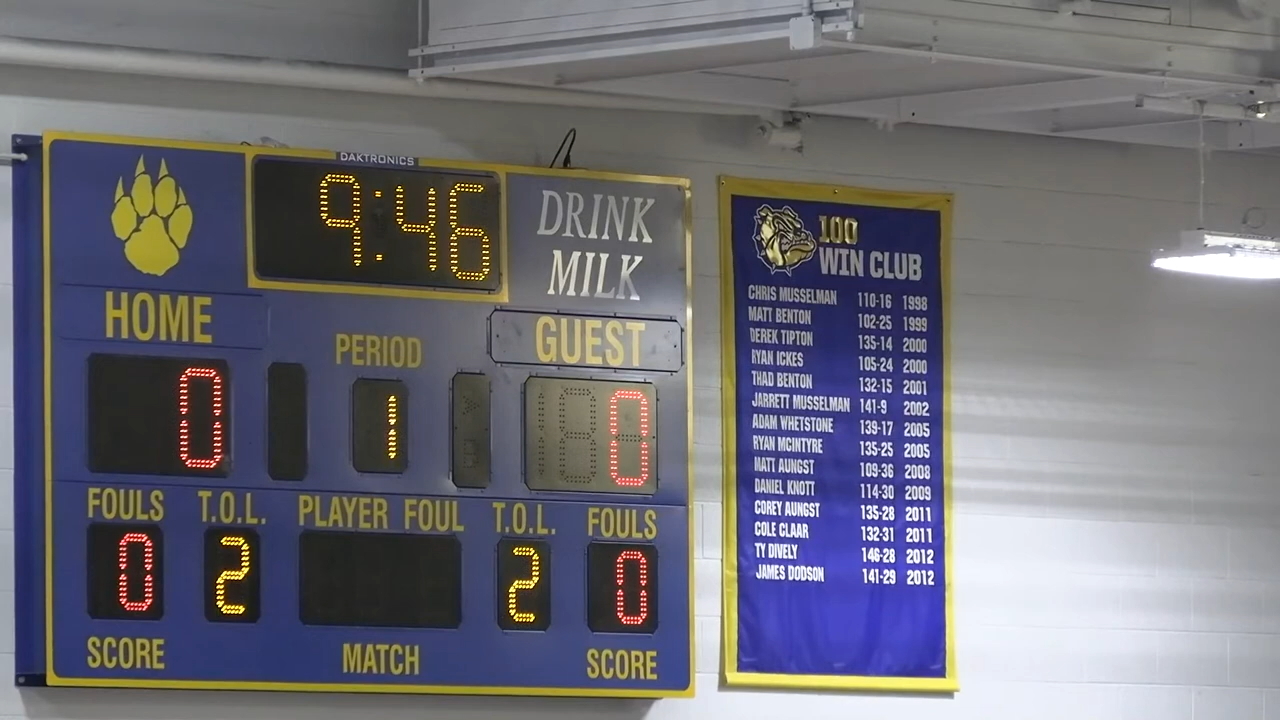 DAKTRONICS
9:46
DRINK
MILK
HOME
PERIOD
GUEST
0
1
0
FOULS T.O.L. PLAYER FOUL T.O.L. FOULS
0 2 2 0
SCORE MATCH SCORE
100
WIN CLUB
CHRIS MUSSELMAN 110-16 1998
MATT BENTON 102-25 1999
DEREK TIPTON 135-14 2000
RYAN ICKES 105-24 2000
THAD BENTON 132-15 2001
JARRETT MUSSELMAN 141-9 2002
ADAM WHETSTONE 139-17 2005
RYAN MCINTYRE 135-25 2005
MATT AUNGST 109-36 2008
DANIEL KNOTT 114-30 2009
COREY AUNGST 135-28 2011
COLE CLAAR 132-31 2011
TY DIVELY 146-28 2012
JAMES DODSON 141-29 2012